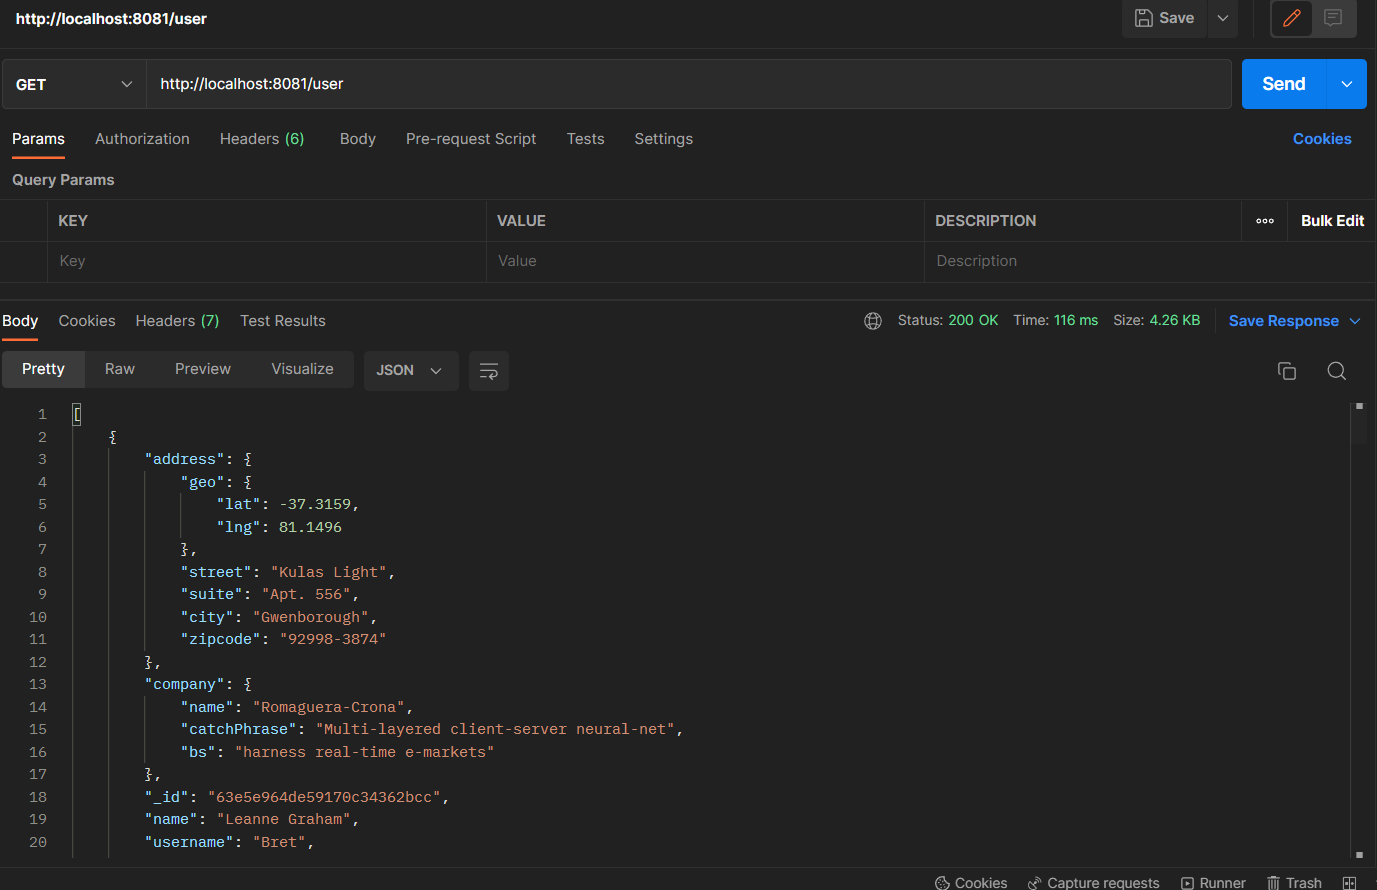 http://localhost:8081/user
Save
GET
http://localhost:8081/user
Send
Params Authorization Headers (6) Body Pre-request Script Tests Settings Cookies
Query Params
KEY VALUE DESCRIPTION Bulk Edit
Key Value Description
Body Cookies Headers (7) Test Results Status: 200 OK Time: 116 ms Size: 4.26 KB Save Response
Pretty Raw Preview Visualize JSON
1 [
2 {
3 "address": {
4 "geo": {
5 "lat": -37.3159,
6 "lng": 81.1496
7 },
8 "street": "Kulas Light",
9 "suite": "Apt. 556",
10 "city": "Gwenborough",
11 "zipcode": "92998-3874"
12 },
13 "company": {
14 "name": "Romaguera-Crona",
15 "catchPhrase": "Multi-layered client-server neural-net",
16 "bs": "harness real-time e-markets"
17 },
18 "_id": "63e5e964de59170c34362bcc",
19 "name": "Leanne Graham",
20 "username": "Bret",
Cookies Capture requests Runner Trash